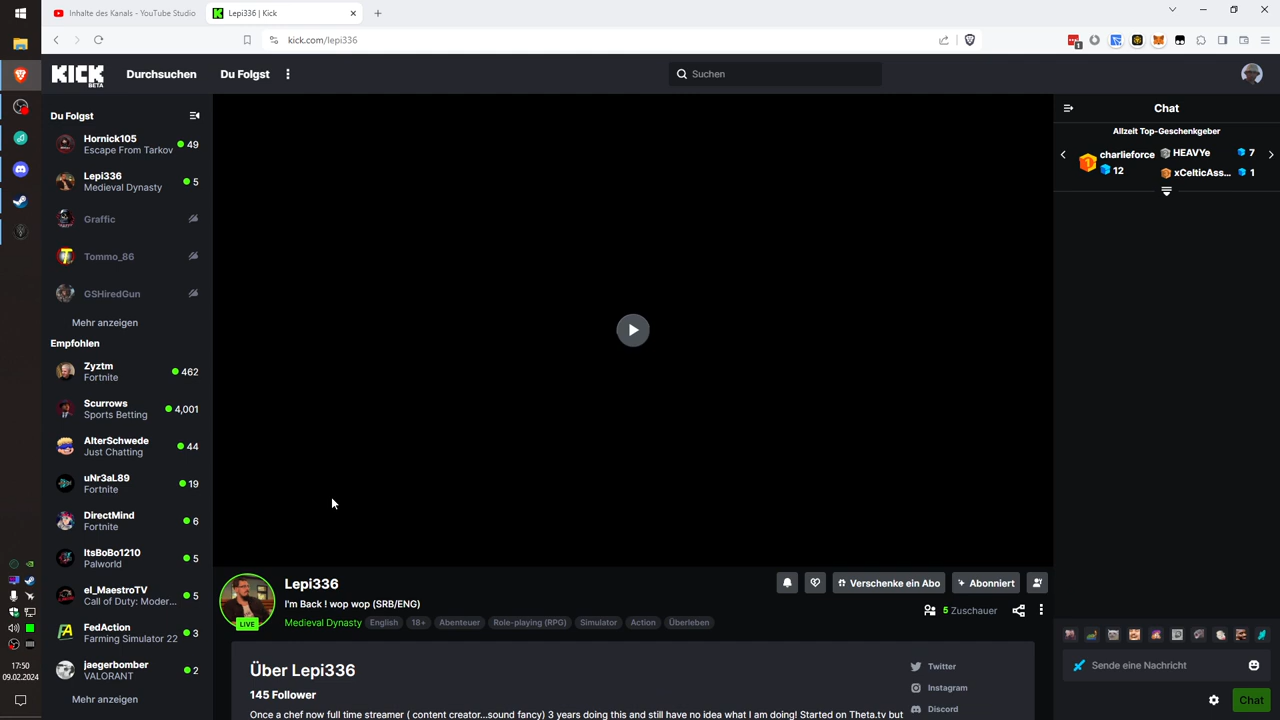 Inhalte des Kanals - YouTube Studio
Lepi336 | Kick
kick.com/lepi336
1
KICK
BETA
Durchsuchen
Du Folgst
Suchen
Du Folgst
Hornick105
Escape From Tarkov
49
Lepi336
Medieval Dynasty
5
Graffic
Tommo_86
GSHiredGun
Mehr anzeigen
Empfohlen
Zyztm
Fortnite
462
Scurrows
Sports Betting
4,001
AlterSchwede
Just Chatting
44
uNr3aL89
Fortnite
19
DirectMind
Fortnite
6
ItsBoBo1210
Palworld
5
el_MaestroTV
Call of Duty: Moder...
5
FedAction
Farming Simulator 22
3
jaegerbomber
VALORANT
2
Mehr anzeigen
17:50
09.02.2024
LIVE
Lepi336
I'm Back ! wop wop (SRB/ENG)
Medieval Dynasty English 18+ Abenteuer Role-playing (RPG) Simulator Action Überleben
Verschenke ein Abo
Abonniert
5 Zuschauer
Über Lepi336
145 Follower
Once a chef now full time streamer ( content creator...sound fancy) 3 years doing this and still have no idea what I am doing! Started on Theta.tv but
Twitter
Instagram
Discord
Chat
Allzeit Top-Geschenkgeber
1
charlieforce
12
HEAVYe
7
xCelticAss...
1
Sende eine Nachricht
Chat